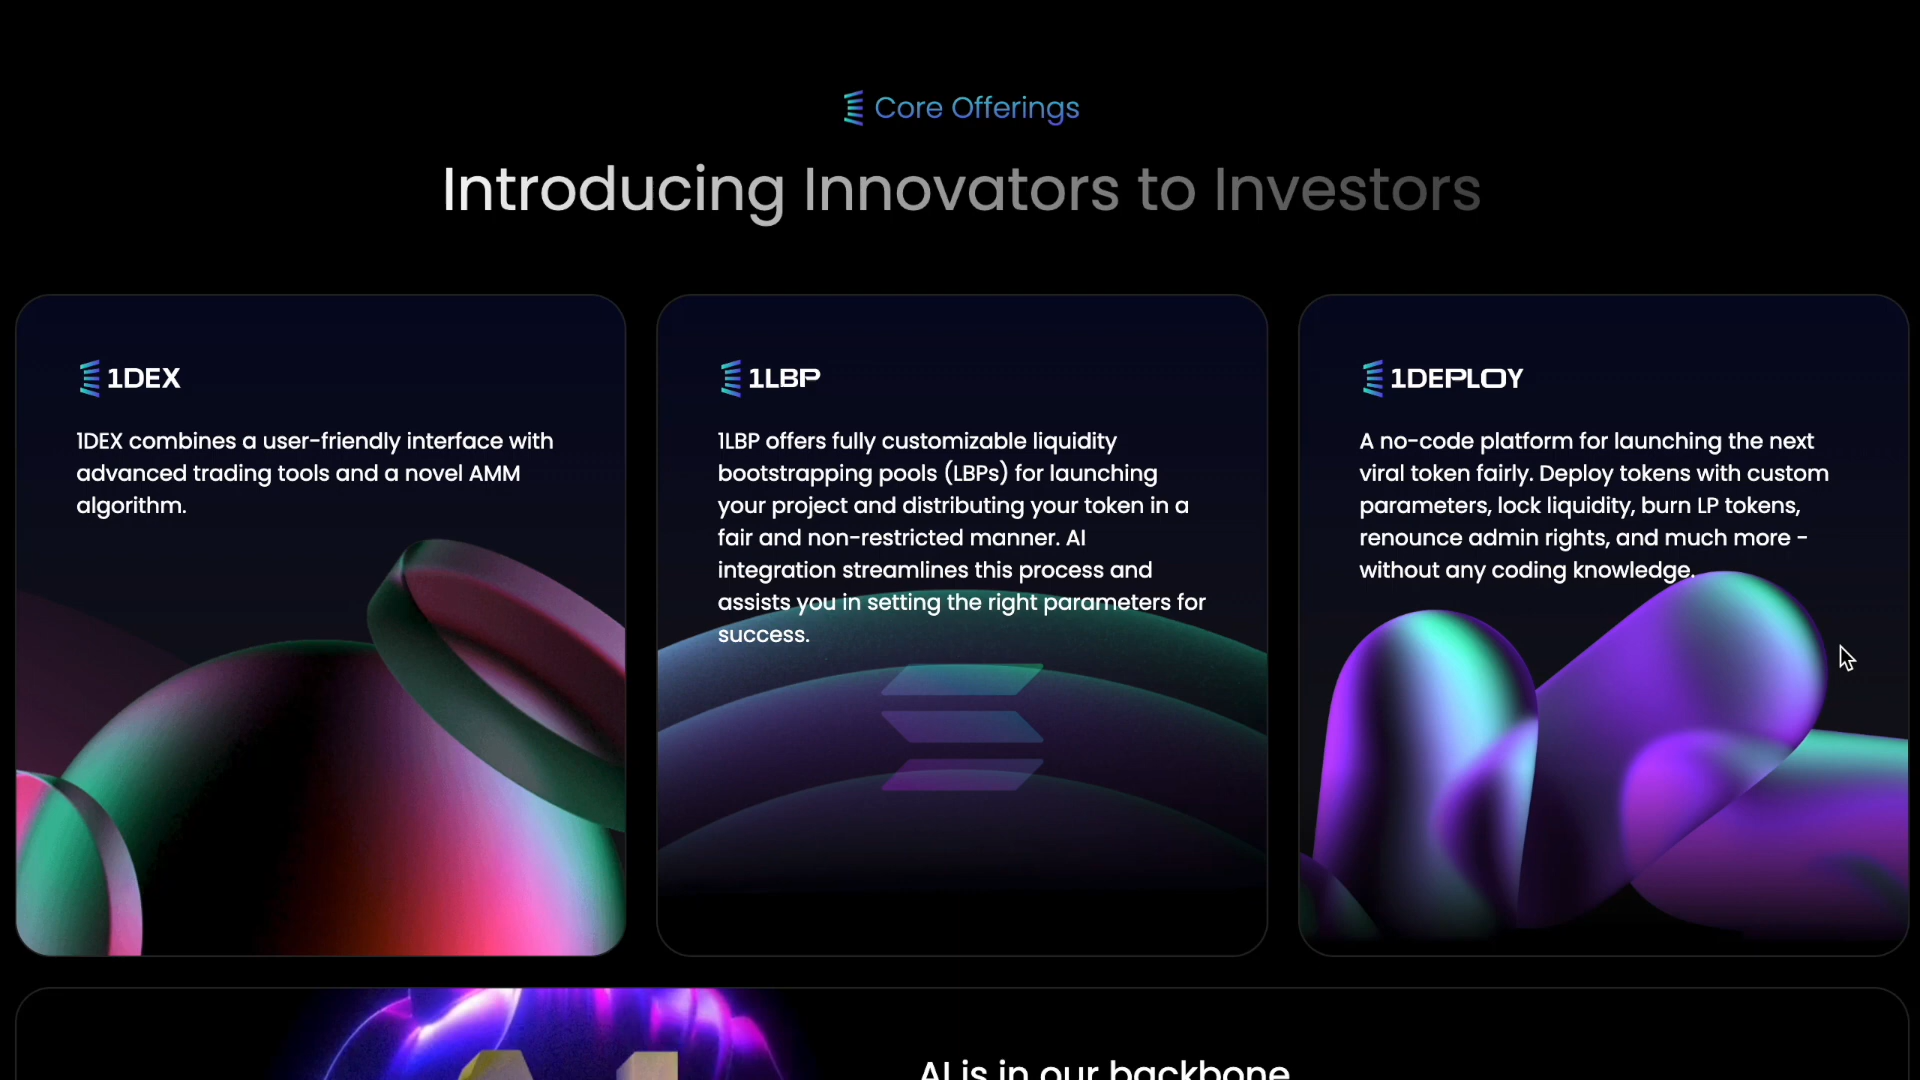 Core Offerings
Introducing Innovators to Investors
1DEX
1DEX combines a user-friendly interface with
advanced trading tools and a novel AMM
algorithm.
1LBP
1LBP offers fully customizable liquidity
bootstrapping pools (LBPs) for launching
your project and distributing your token in a
fair and non-restricted manner. AI
integration streamlines this process and
assists you in setting the right parameters for
success.
1DEPLOY
A no-code platform for launching the next
viral token fairly. Deploy tokens with custom
parameters, lock liquidity, burn LP tokens,
renounce admin rights, and much more -
without any coding knowledge.
AI is in our backbone